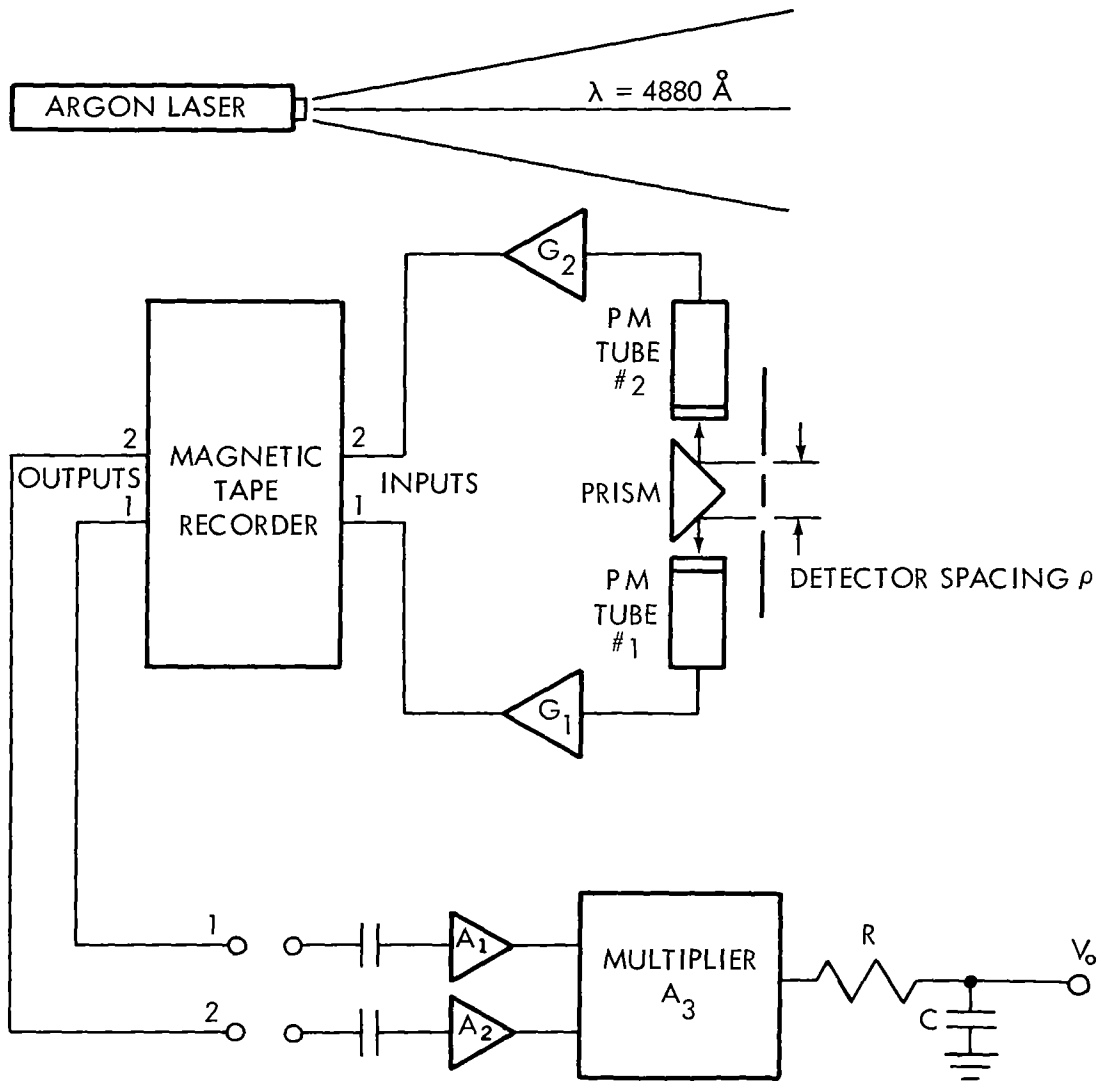 ARGON LASER
λ = 4880 Å
G2
PM
TUBE
#2
2
OUTPUTS
1
MAGNETIC
TAPE
RECORDER
2
INPUTS
1
PRISM
DETECTOR SPACING ρ
PM
TUBE
#1
G1
1
A1
MULTIPLIER
A3
R
Vo
2
A2
C